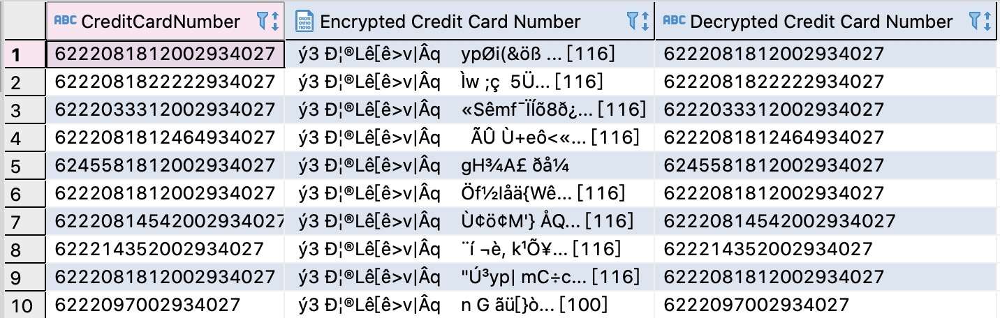 ABC CreditCardNumber 01011 01110 11010 Encrypted Credit Card Number ABC Decrypted Credit Card Number
1 6222081812002934027 ý3 Ð¦®Lê[ê>v|Âq ypØi(&öß ... [116] 6222081812002934027
2 6222081822222934027 ý3 Ð¦®Lê[ê>v|Âq Ìw ;ç 5Ü... [116] 6222081822222934027
3 6222033312002934027 ý3 Ð¦®Lê[ê>v|Âq «Sêmf¯ÏÍõ8ð¿... [116] 6222033312002934027
4 6222081812464934027 ý3 Ð¦®Lê[ê>v|Âq ÃÛ Ù+eô<«... [116] 6222081812464934027
5 6245581812002934027 ý3 Ð¦®Lê[ê>v|Âq gH¾A£ ðå¼ 6245581812002934027
6 6222081812002934027 ý3 Ð¦®Lê[ê>v|Âq Öf½Iåä{Wê... [116] 6222081812002934027
7 62220814542002934027 ý3 Ð¦®Lê[ê>v|Âq Ù¢ö¢M'} ÅQ... [116] 62220814542002934027
8 622214352002934027 ý3 Ð¦®Lê[ê>v|Âq ¨í ¬è, k¹Õ¥... [116] 622214352002934027
9 6222081812002934027 ý3 Ð¦®Lê[ê>v|Âq "Ú³yp| mC÷c... [116] 6222081812002934027
10 6222097002934027 ý3 Ð¦®Lê[ê>v|Âq n G ãü[}ò... [100] 6222097002934027